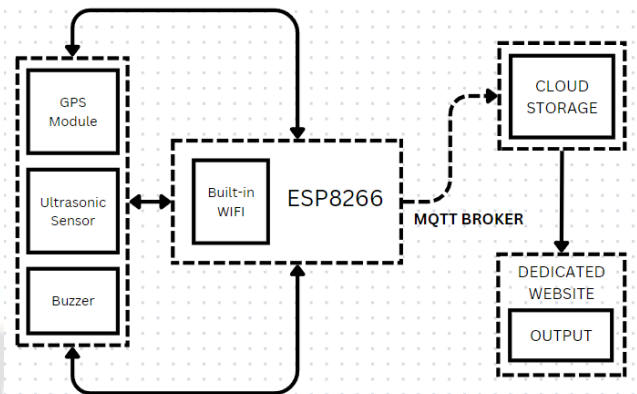 GPS
Module
Ultrasonic
Sensor
Buzzer
Built-in
WIFI
ESP8266
MQTT BROKER
CLOUD
STORAGE
DEDICATED
WEBSITE
OUTPUT